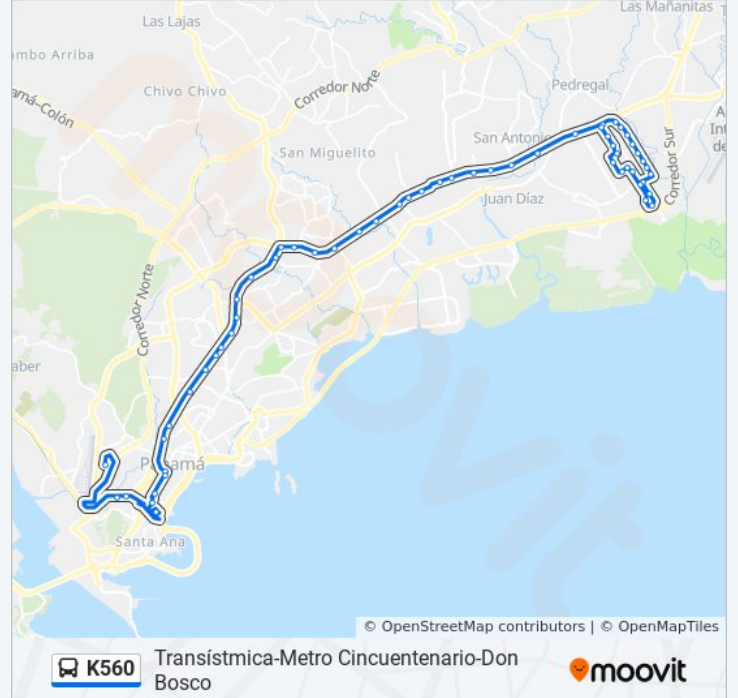 Las Lajas
Las Mañanitas
mbo Arriba
amá-Colón
Chivo Chivo
Corredor Norte
Pedregal
San Miguelito
San Antonio
Corredor Sur
Juan Díaz
Corredor Norte
aber
Panamá
Santa Ana
© OpenStreetMap contributors | © OpenMapTiles
K560
Transístmica-Metro Cincuentenario-Don
Bosco
moovit